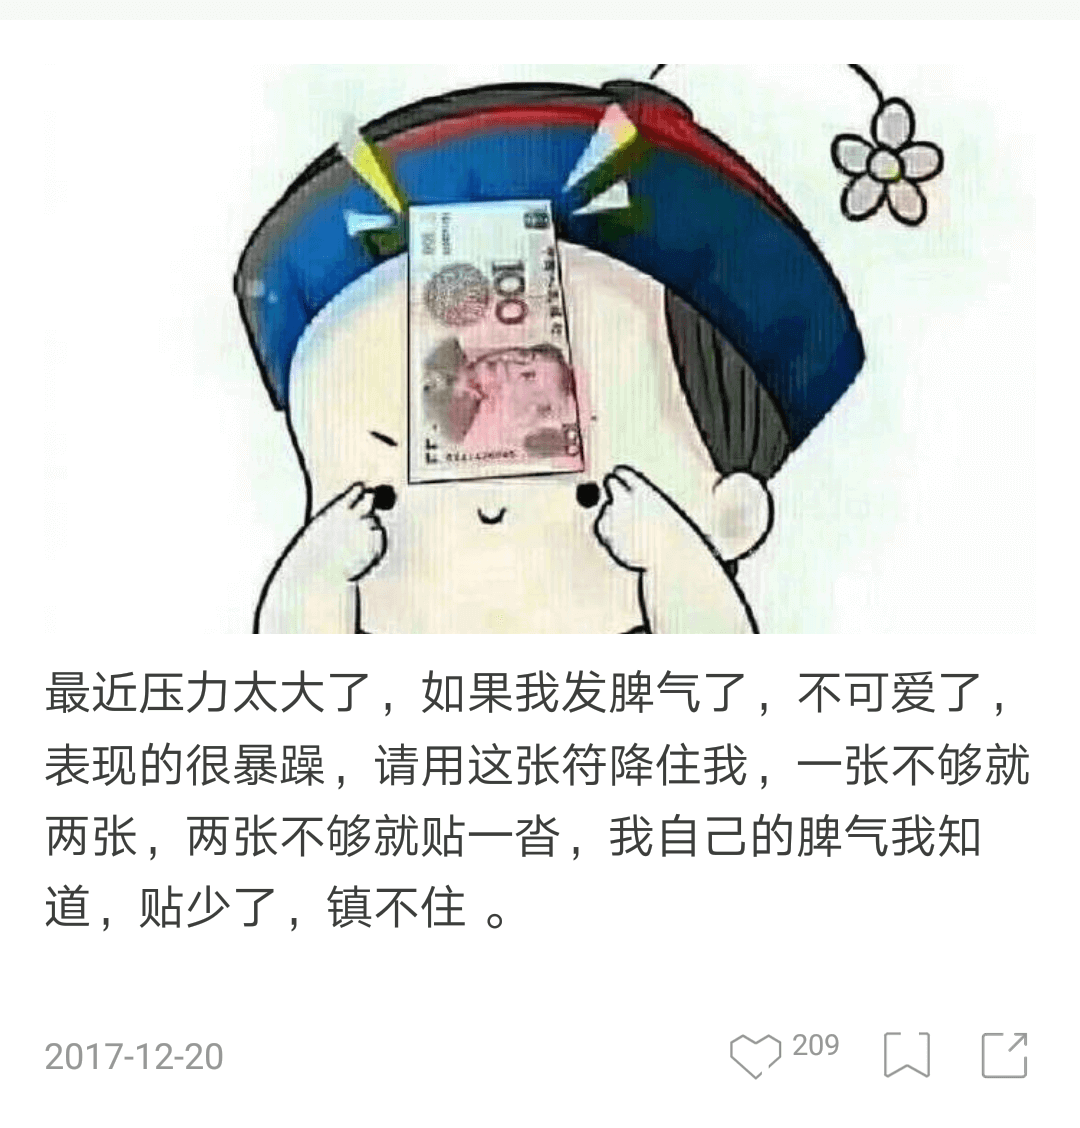 100
最近压力太大了，如果我发脾气了，不可爱了，
表现的很暴躁，请用这张符降住我，一张不够就
两张，两张不够就贴一沓，我自己的脾气我知
道，贴少了，镇不住 。
2017-12-20
209